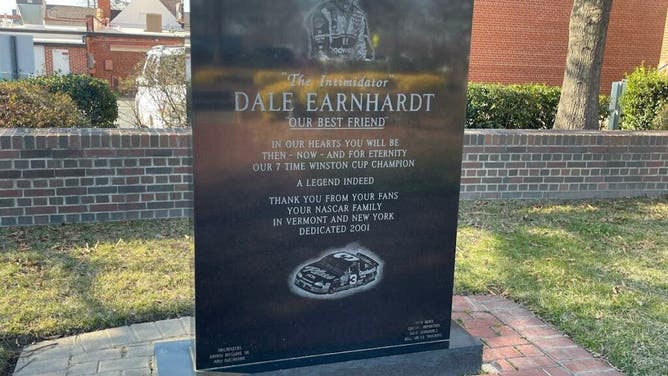 "The Intimidator"
DALE EARNHARDT
"OUR BEST FRIEND"
IN OUR HEARTS YOU WILL BE
THEN - NOW - AND FOR ETERNITY
OUR 7 TIME WINSTON CUP CHAMPION
A LEGEND INDEED
THANK YOU FROM YOUR FANS
YOUR NASCAR FAMILY
IN VERMONT AND NEW YORK
DEDICATED 2001
3
ORGANIZERS